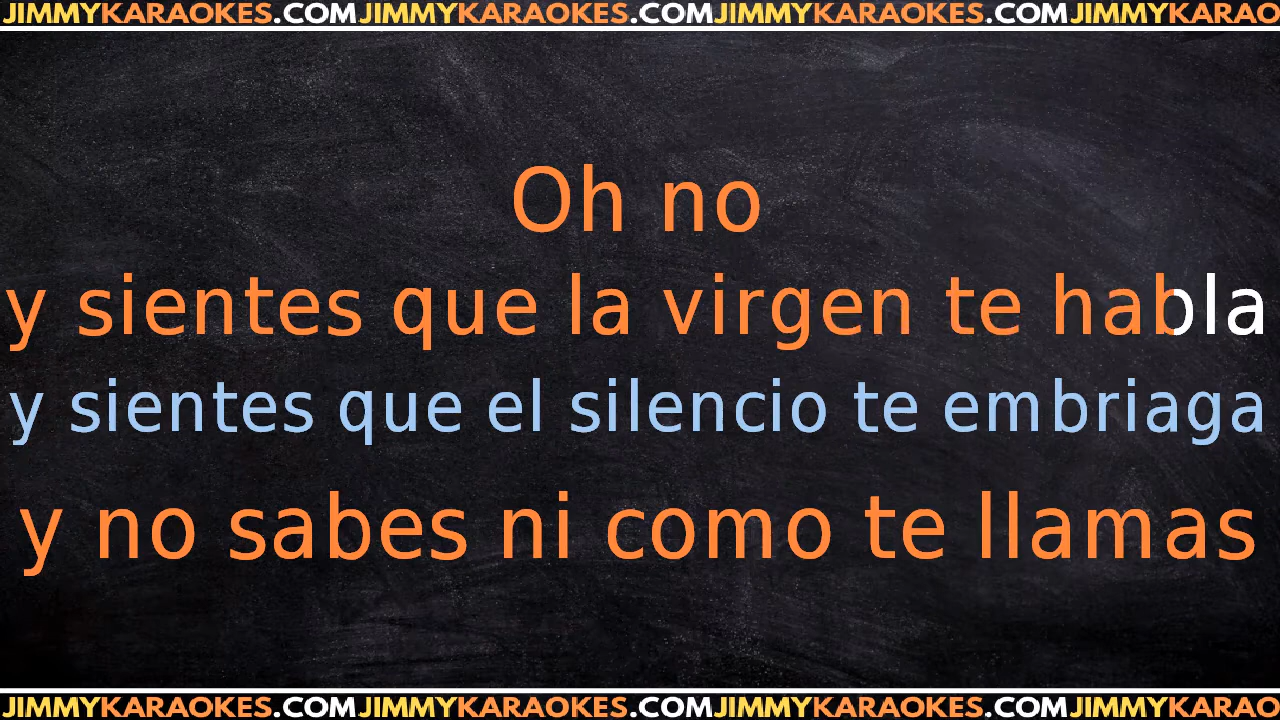 JIMMYKARAOKES.COMJIMMYKARAOKES.COMJIMMYKARAOKES.COMJIMMYKARAO
Oh no
y sientes que la virgen te habla
y sientes que el silencio te embriaga
y no sabes ni como te llamas
JIMMYKARAOKES.COMJIMMYKARAOKES.COMJIMMYKARAOKES.COMJIMMYKARAO